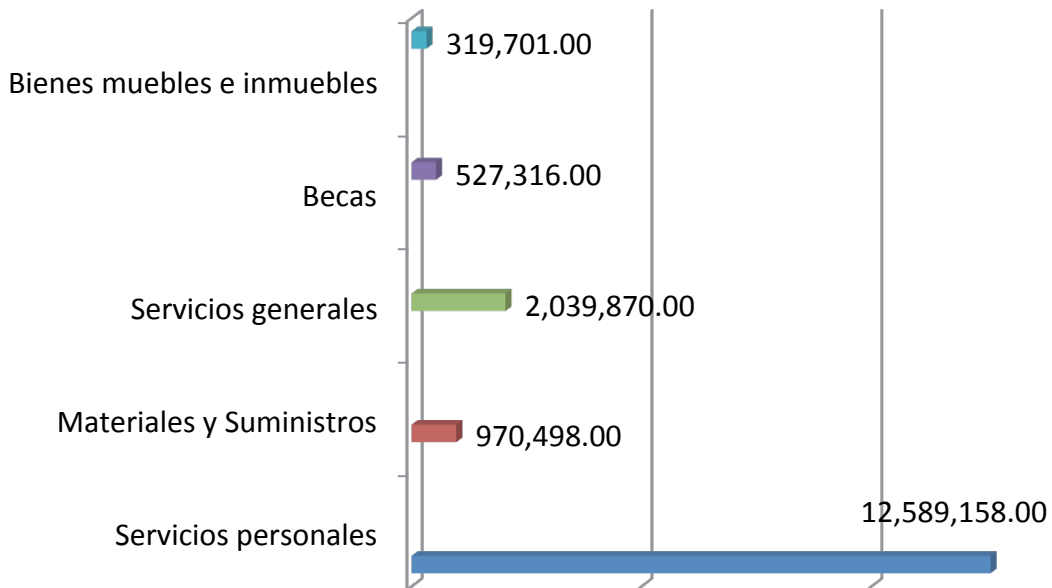 319,701.00
Bienes muebles e inmuebles
527,316.00
Becas
2,039,870.00
Servicios generales
Materiales y Suministros
970,498.00
12,589,158.00
Servicios personales